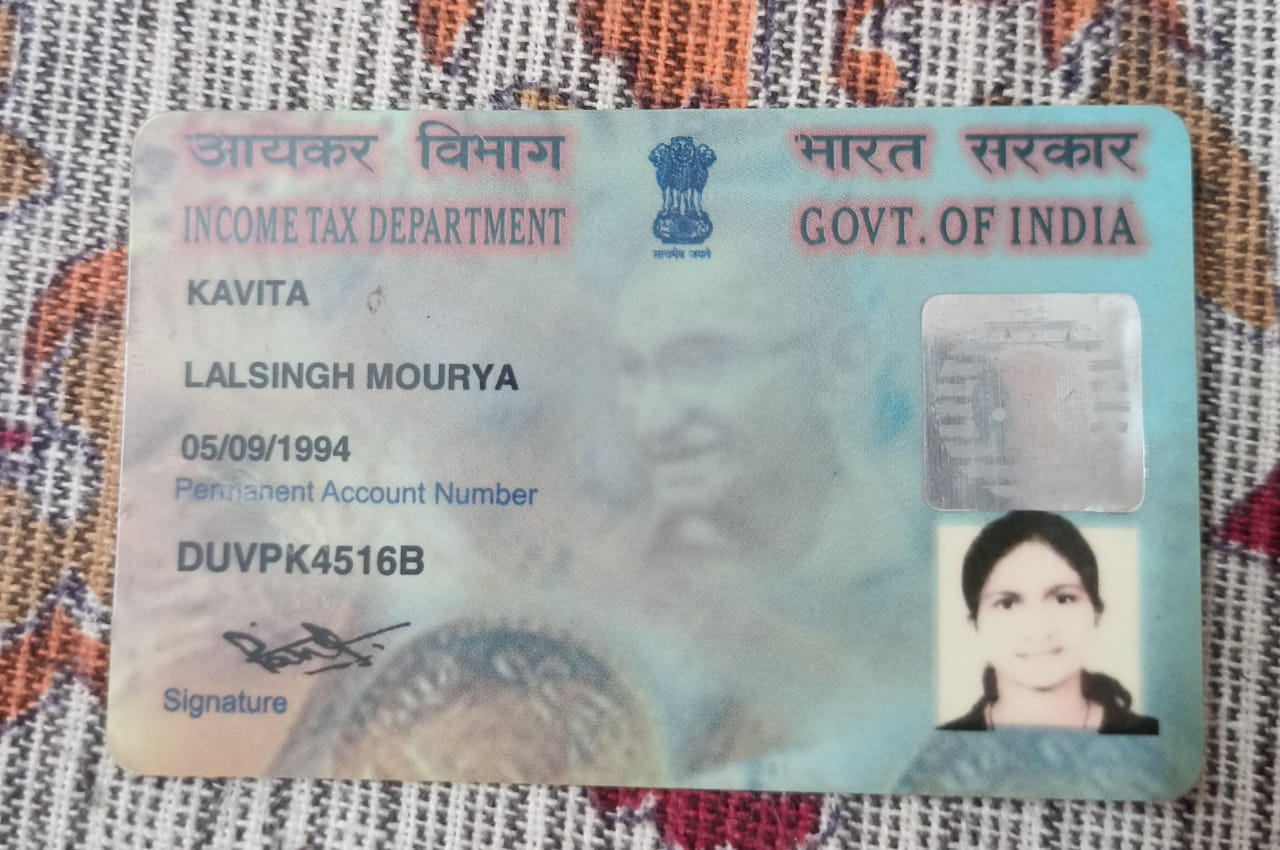 आयकर विभाग
भारत सरकार
INCOME TAX DEPARTMENT
GOVT. OF INDIA
सत्यमेव जयते
KAVITA
LALSINGH MOURYA
05/09/1994
Permanent Account Number
DUVPK4516B
Signature